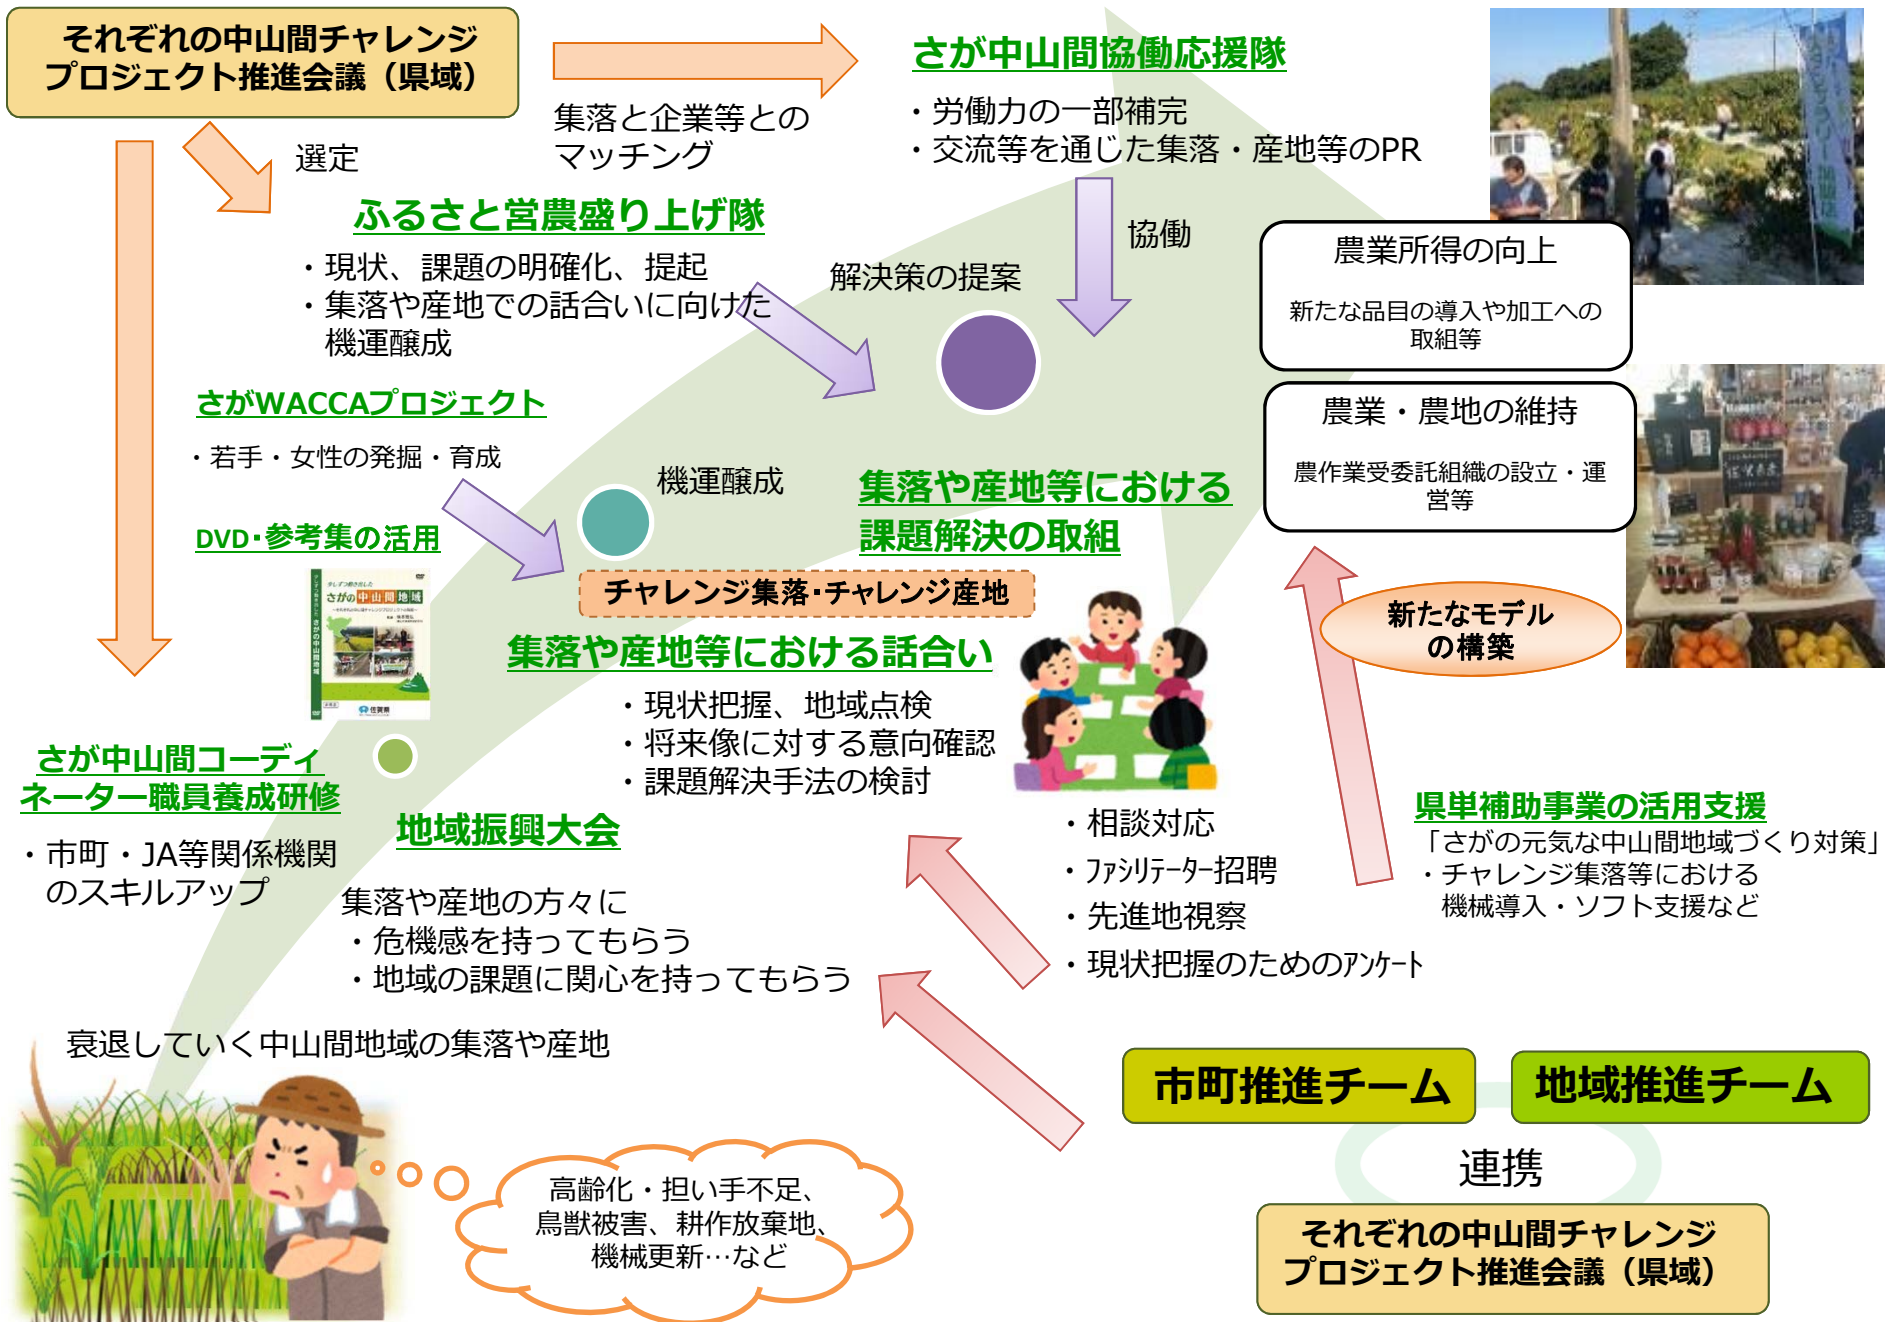 それぞれの中山間チャレンジ
プロジェクト推進会議（県域）
集落と企業等との
マッチング
選定
さが中山間協働応援隊
・労働力の一部補完
・交流等を通じた集落・産地等のPR
協働
ふるさと営農盛り上げ隊
・現状、課題の明確化、提起
・集落や産地での話合いに向けた
機運醸成
解決策の提案
農業所得の向上
新たな品目の導入や加工への
取組等
農業・農地の維持
農作業受委託組織の設立・運
営等
さがWACCAプロジェクト
・若手・女性の発掘・育成
機運醸成
集落や産地等における
課題解決の取組
DVD・参考集の活用
さがの中山間地域
佐賀県
チャレンジ集落・チャレンジ産地
集落や産地等における話合い
・現状把握、地域点検
・将来像に対する意向確認
・課題解決手法の検討
新たなモデル
の構築
さが中山間コーディ
ネーター職員養成研修
・市町・JA等関係機関
のスキルアップ
地域振興大会
集落や産地の方々に
・危機感を持ってもらう
・地域の課題に関心を持ってもらう
・相談対応
・ﾌｧｼﾘﾃｰﾀｰ招聘
・先進地視察
・現状把握のためのｱﾝｹｰﾄ
県単補助事業の活用支援
「さがの元気な中山間地域づくり対策」
・チャレンジ集落等における
機械導入・ソフト支援など
衰退していく中山間地域の集落や産地
高齢化・担い手不足、
鳥獣被害、耕作放棄地、
機械更新…など
市町推進チーム
地域推進チーム
連携
それぞれの中山間チャレンジ
プロジェクト推進会議（県域）